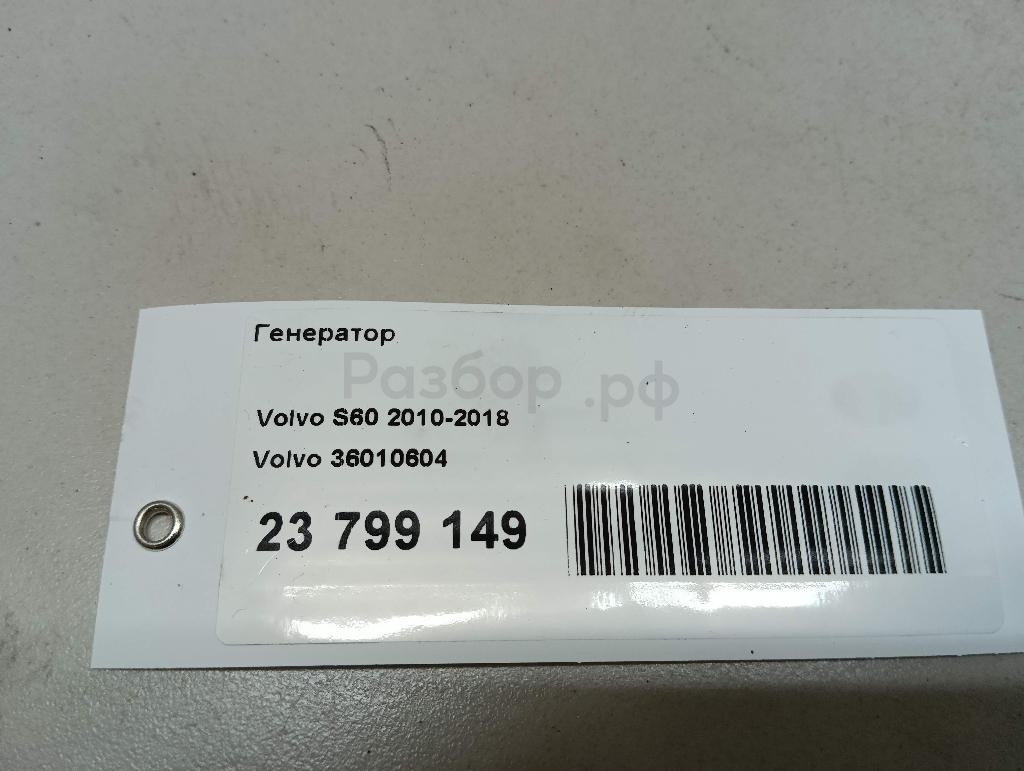 Генератор
Разбор.рф
Volvo S60 2010-2018
Volvo 36010604
23 799 149